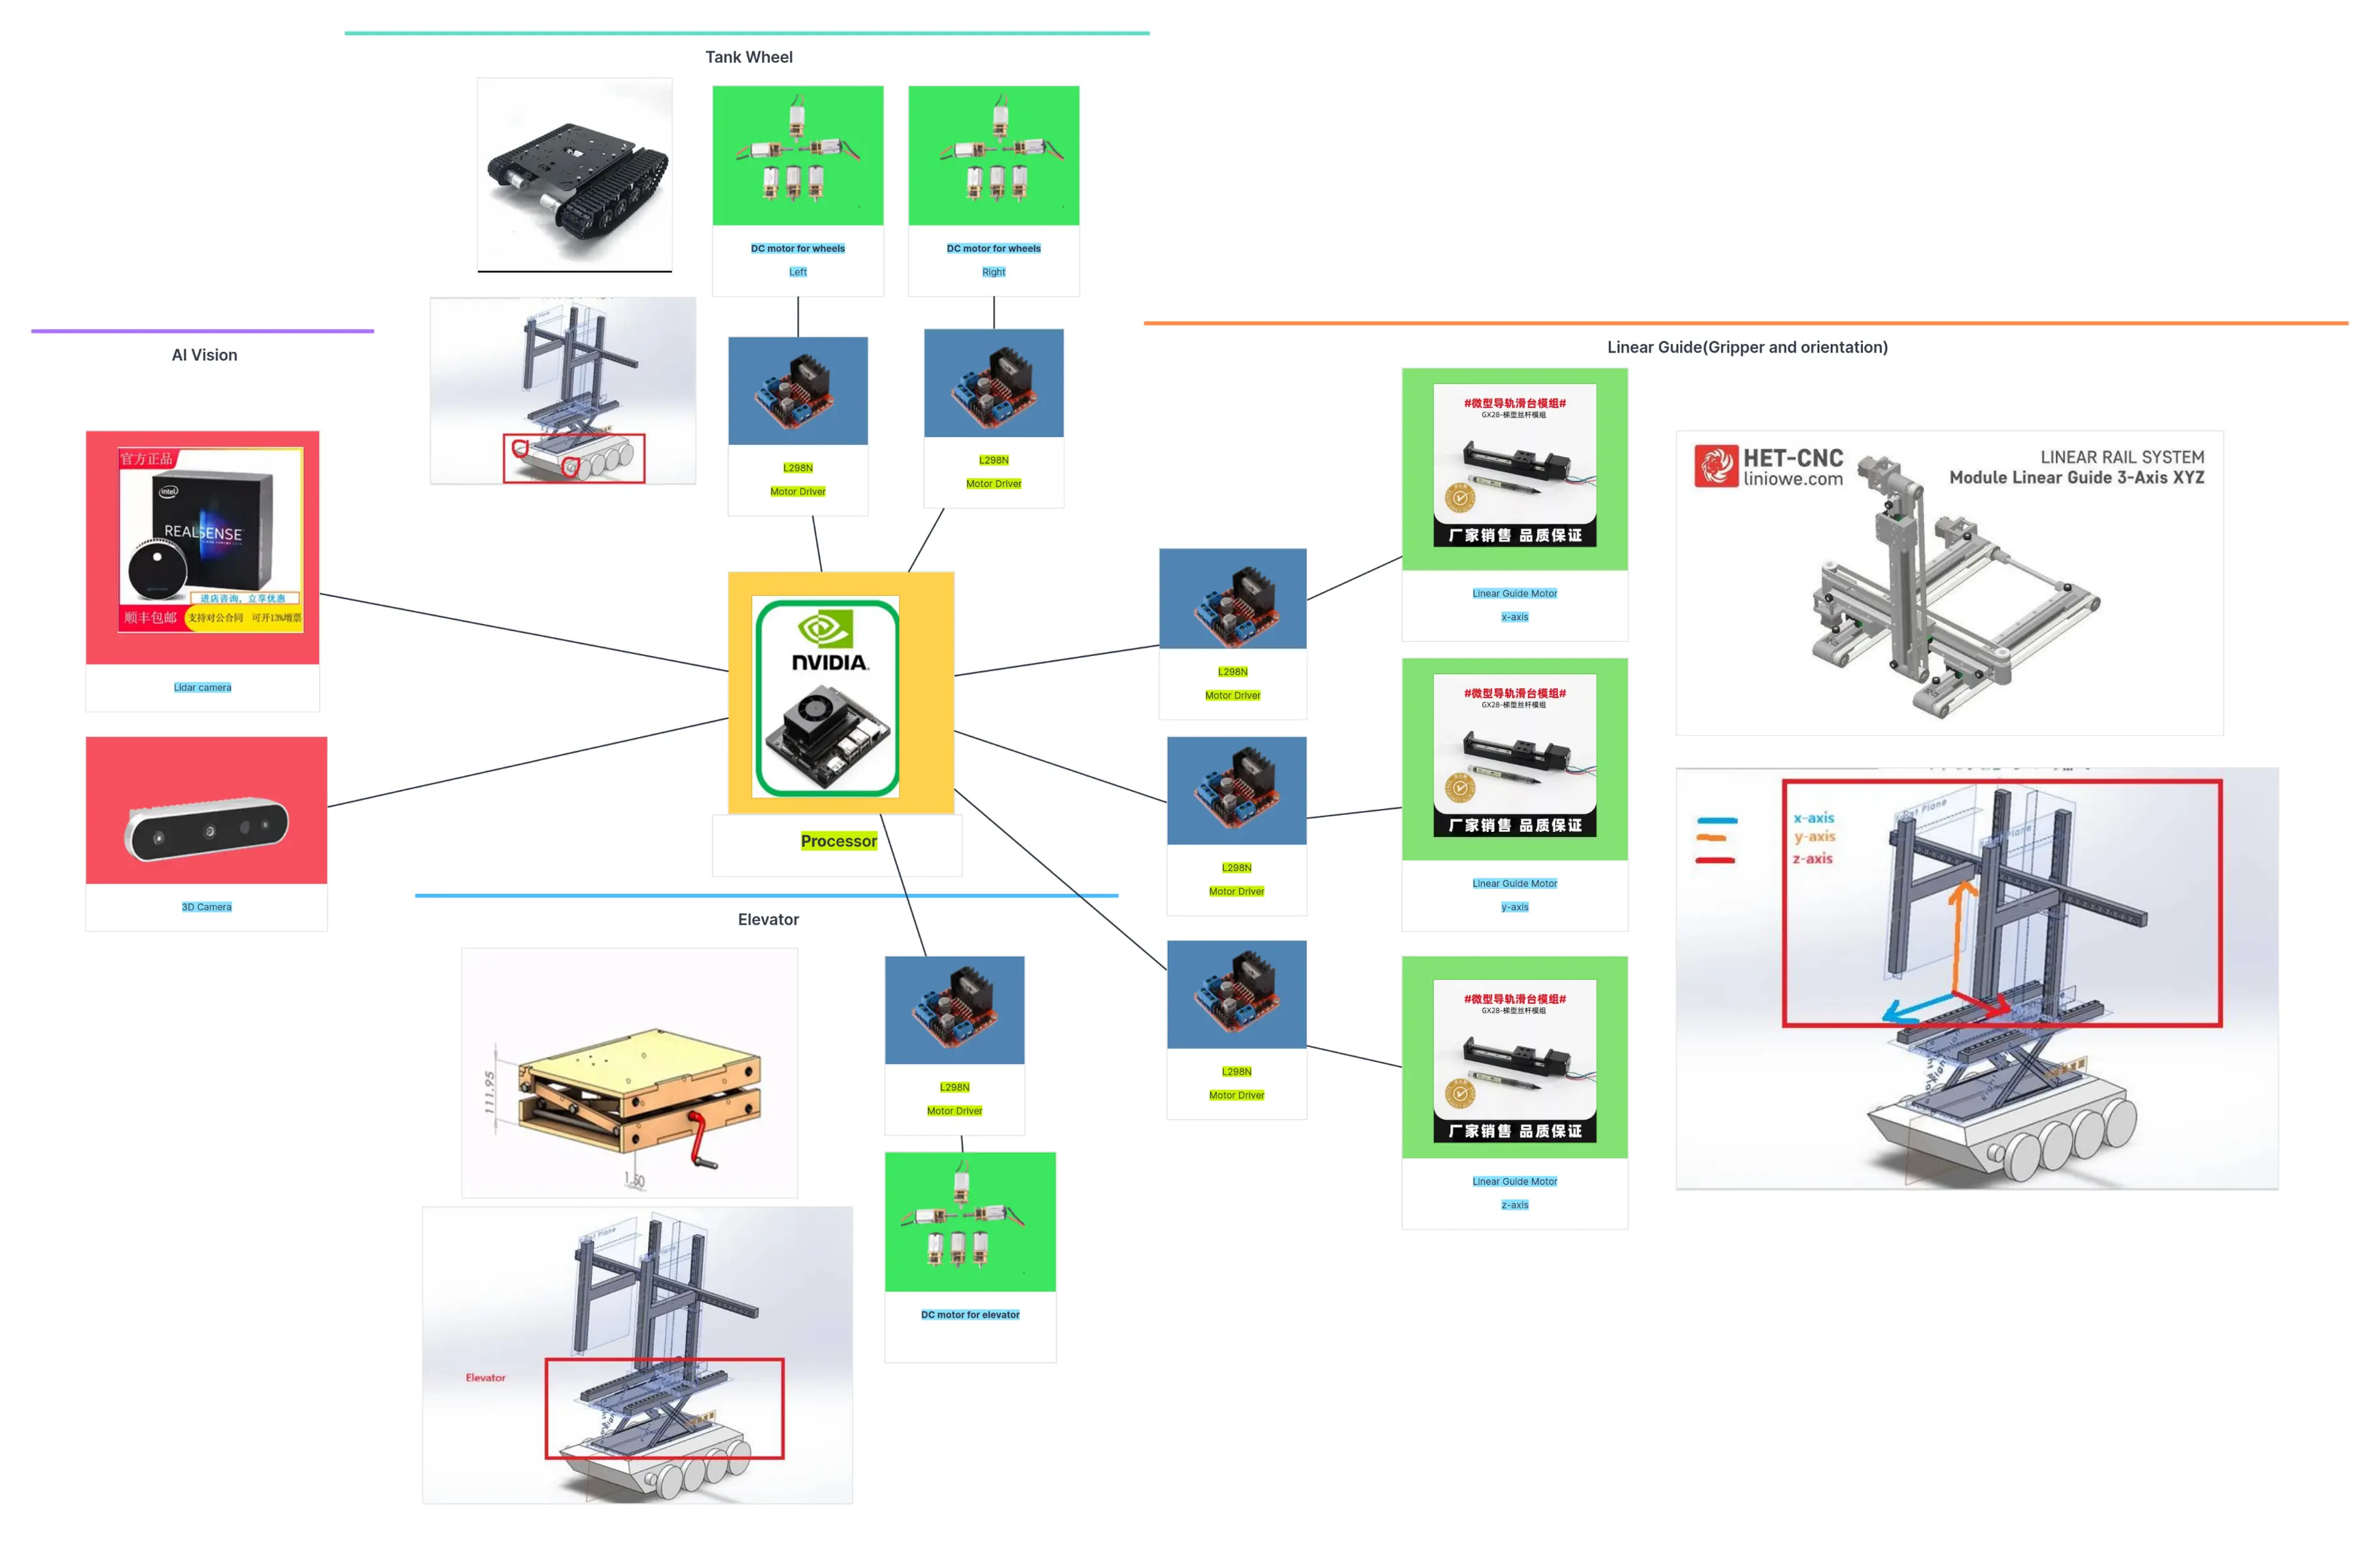 Tank Wheel
DC motor for wheels
Left
DC motor for wheels
Right
L298N
Motor Driver
L298N
Motor Driver
AI Vision
官方正品
intel
REALSENSE
进店咨询，立享优惠
顺丰包邮
支持对公合同 可开13%增票
Lidar camera
3D Camera
NVIDIA.
Processor
Linear Guide(Gripper and orientation)
L298N
Motor Driver
#微型导轨滑台模组#
GX28-梯型丝杆模组
厂家销售 品质保证
Linear Guide Motor
x-axis
L298N
Motor Driver
#微型导轨滑台模组#
GX28-梯型丝杆模组
厂家销售 品质保证
Linear Guide Motor
y-axis
L298N
Motor Driver
#微型导轨滑台模组#
GX28-梯型丝杆模组
厂家销售 品质保证
Linear Guide Motor
z-axis
HET-CNC
liniowe.com
LINEAR RAIL SYSTEM
Module Linear Guide 3-Axis XYZ
x-axis
y-axis
z-axis
Plane
Plane
Elevator
111.95
L298N
Motor Driver
DC motor for elevator
Plane
Plane
Elevator